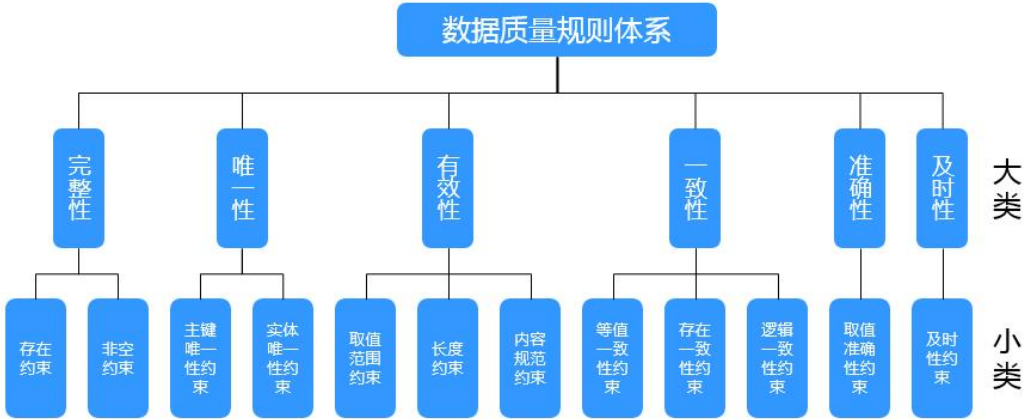 数据质量规则体系
完整性
唯一性
有效性
一致性
准确性
及时性
大类
存在
约束
非空
约束
主键
唯一
性约
束
实体
唯一
性约
束
取值
范围
约束
长度
约束
内容
规范
约束
等值
一致
性约
束
存在
一致
性约
束
逻辑
一致
性约
束
取值
准确
性约
束
及时
性约
束
小类